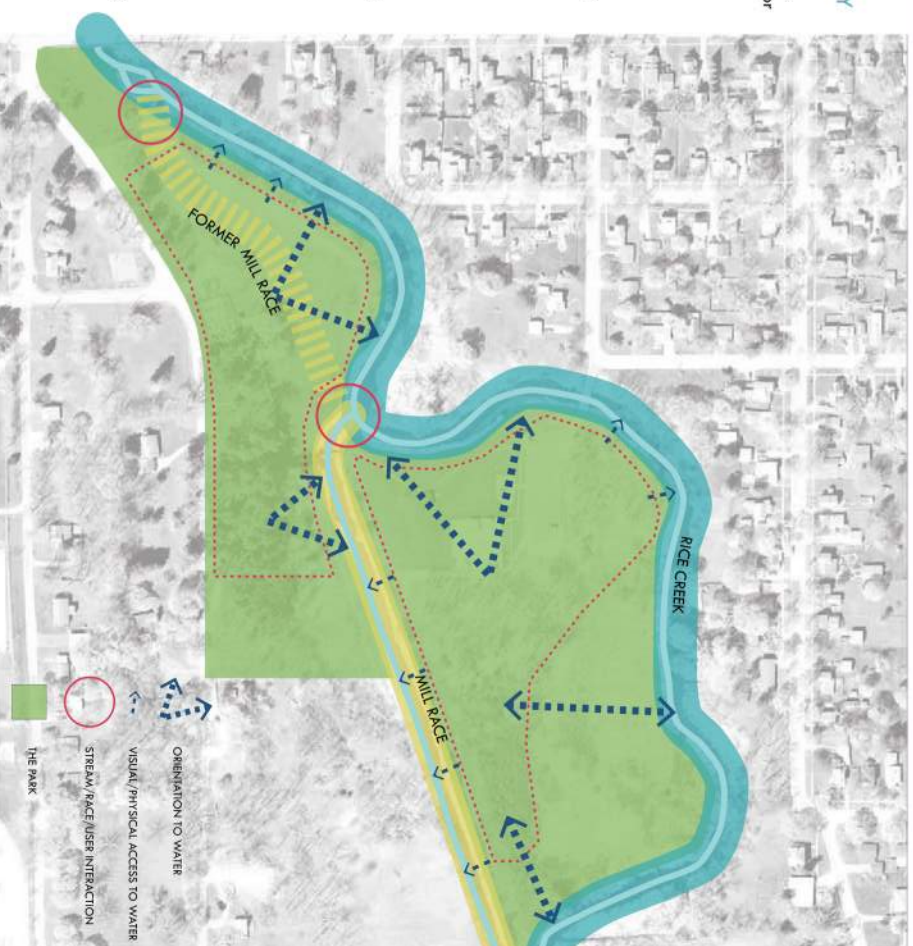 Y
or
RICE CREEK
FORMER MILL RACE
MILL RACE
ORIENTATION TO WATER
VISUAL/PHYSICAL ACCESS TO WATER
STREAM/RACE/USER INTERACTION
THE PARK